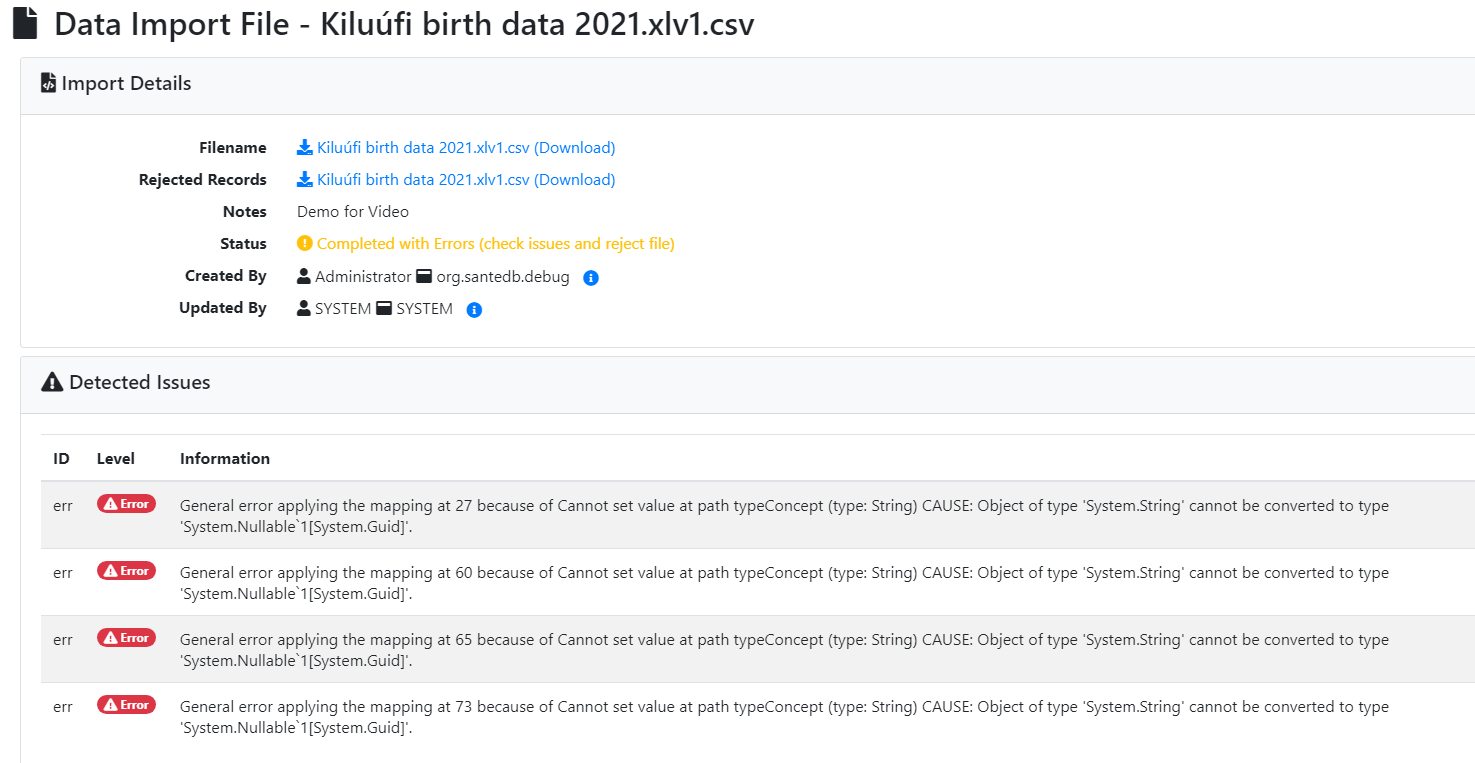 Data Import File - Kiluúfi birth data 2021.xlv1.csv
Import Details
Filename Kiluúfi birth data 2021.xlv1.csv (Download)
Rejected Records Kiluúfi birth data 2021.xlv1.csv (Download)
Notes Demo for Video
Status Completed with Errors (check issues and reject file)
Created By Administrator org.santedb.debug
Updated By SYSTEM SYSTEM
Detected Issues
ID Level Information
err Error General error applying the mapping at 27 because of Cannot set value at path typeConcept (type: String) CAUSE: Object of type 'System.String' cannot be converted to type
'System.Nullable`1[System.Guid]'.
err Error General error applying the mapping at 60 because of Cannot set value at path typeConcept (type: String) CAUSE: Object of type 'System.String' cannot be converted to type
'System.Nullable`1[System.Guid]'.
err Error General error applying the mapping at 65 because of Cannot set value at path typeConcept (type: String) CAUSE: Object of type 'System.String' cannot be converted to type
'System.Nullable`1[System.Guid]'.
err Error General error applying the mapping at 73 because of Cannot set value at path typeConcept (type: String) CAUSE: Object of type 'System.String' cannot be converted to type
'System.Nullable`1[System.Guid]'.